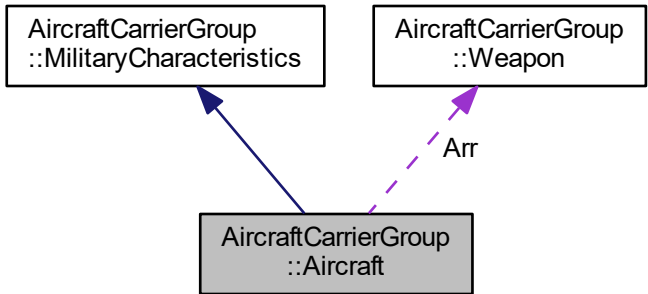 AircraftCarrierGroup
::MilitaryCharacteristics
AircraftCarrierGroup
::Weapon
Arr
AircraftCarrierGroup
::Aircraft